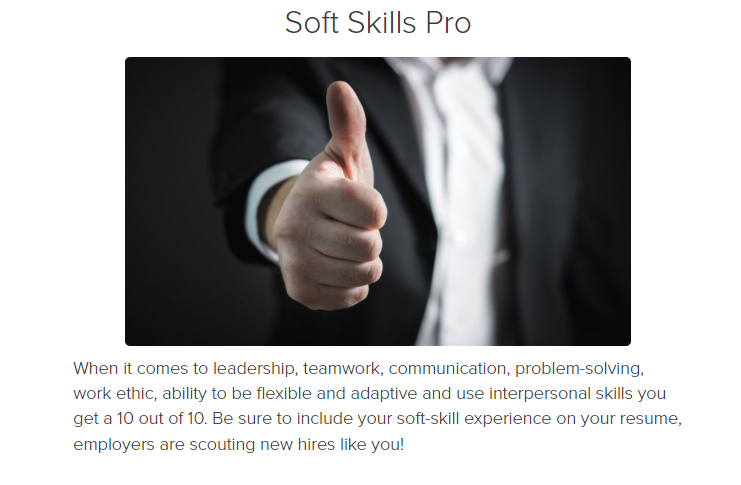 Soft Skills Pro
When it comes to leadership, teamwork, communication, problem-solving,
work ethic, ability to be flexible and adaptive and use interpersonal skills you
get a 10 out of 10. Be sure to include your soft-skill experience on your resume,
employers are scouting new hires like you!